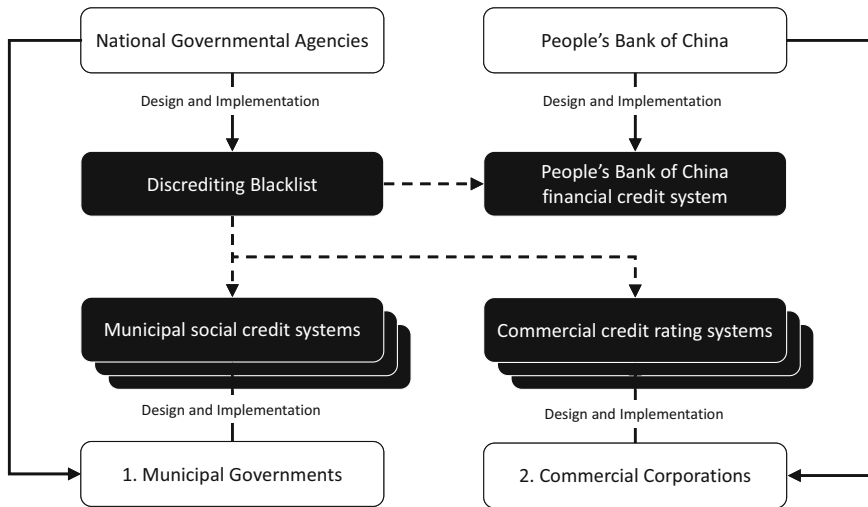 National Governmental Agencies
People’s Bank of China
Design and Implementation
Design and Implementation
Discrediting Blacklist
People’s Bank of China
financial credit system
Municipal social credit systems
Commercial credit rating systems
Design and Implementation
Design and Implementation
1. Municipal Governments
2. Commercial Corporations